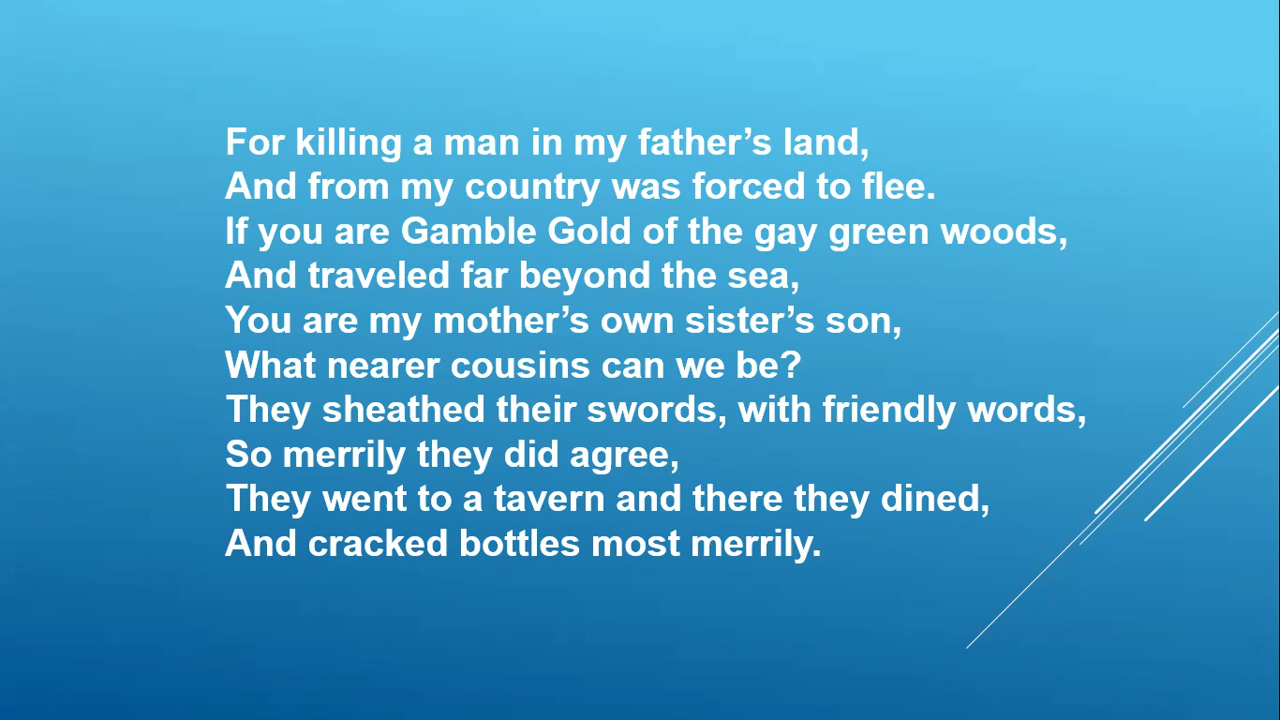 For killing a man in my father’s land,
And from my country was forced to flee.
If you are Gamble Gold of the gay green woods,
And traveled far beyond the sea,
You are my mother’s own sister’s son,
What nearer cousins can we be?
They sheathed their swords, with friendly words,
So merrily they did agree,
They went to a tavern and there they dined,
And cracked bottles most merrily.